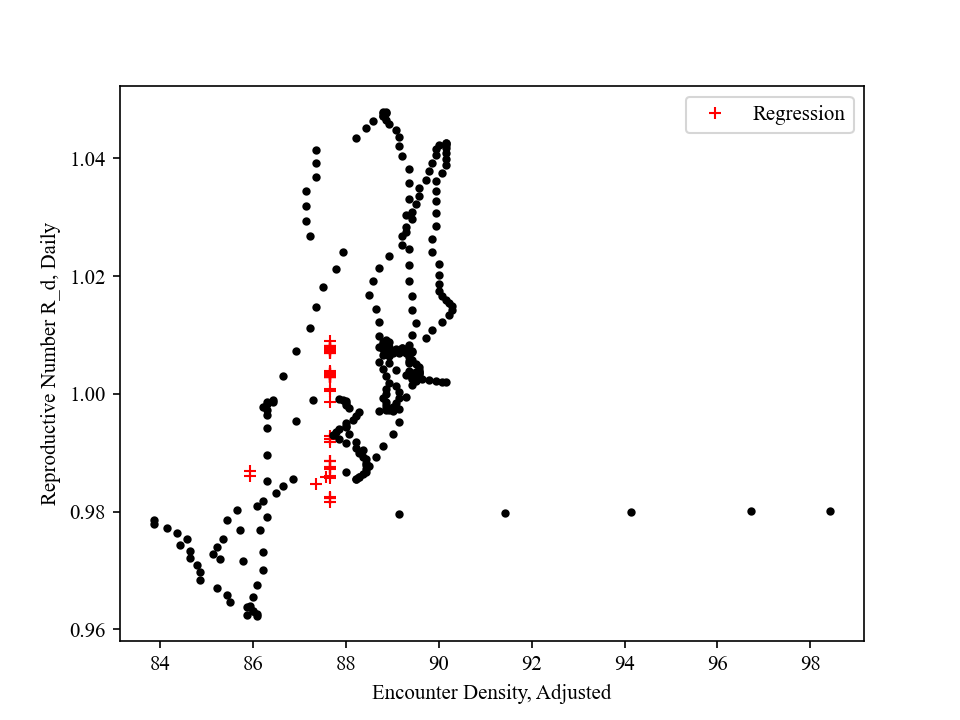 Regression
1.04
1.02
1.00
0.98
0.96
Reproductive Number R_d, Daily
84 86 88 90 92 94 96 98
Encounter Density, Adjusted